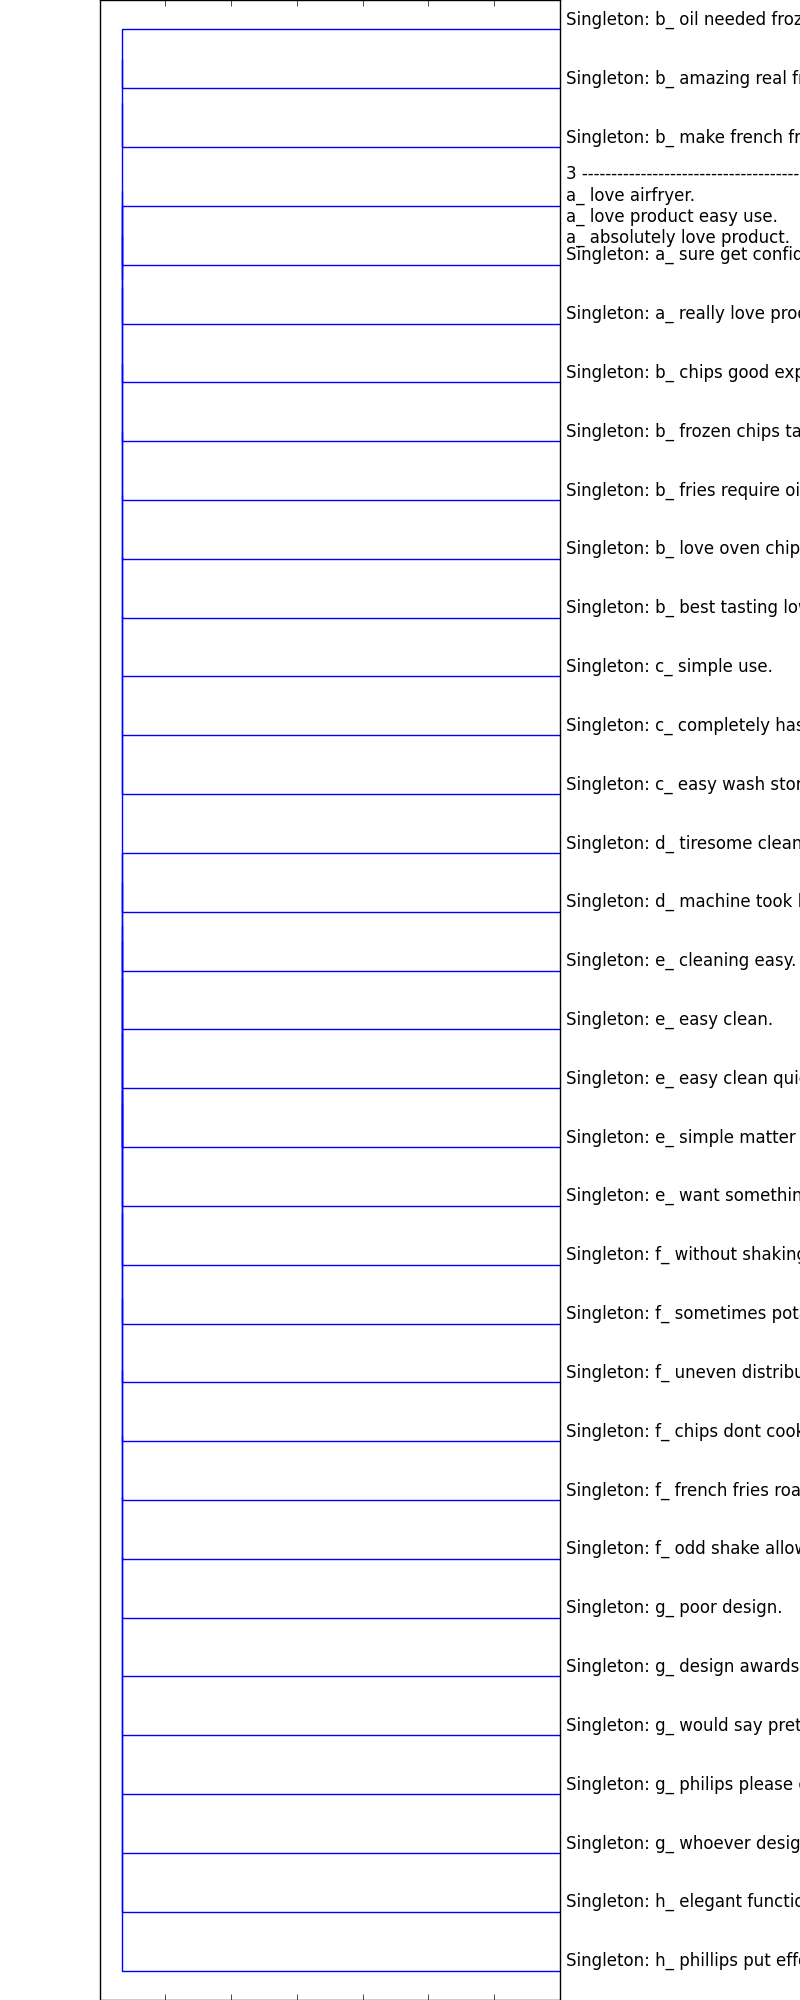 Singleton: b_ oil needed froz
Singleton: b_ amazing real f
Singleton: b_ make french fr
3 -------------------------------------
a_ love airfryer.
a_ love product easy use.
a_ absolutely love product.
Singleton: a_ sure get confid
Singleton: a_ really love prod
Singleton: b_ chips good exp
Singleton: b_ frozen chips ta
Singleton: b_ fries require oi
Singleton: b_ love oven chip
Singleton: b_ best tasting lov
Singleton: c_ simple use.
Singleton: c_ completely has
Singleton: c_ easy wash stor
Singleton: d_ tiresome clean
Singleton: d_ machine took
Singleton: e_ cleaning easy.
Singleton: e_ easy clean.
Singleton: e_ easy clean qui
Singleton: e_ simple matter
Singleton: e_ want somethin
Singleton: f_ without shaking
Singleton: f_ sometimes pot
Singleton: f_ uneven distribu
Singleton: f_ chips dont cook
Singleton: f_ french fries roa
Singleton: f_ odd shake allow
Singleton: g_ poor design.
Singleton: g_ design awards
Singleton: g_ would say pret
Singleton: g_ philips please
Singleton: g_ whoever desig
Singleton: h_ elegant functio
Singleton: h_ phillips put effo